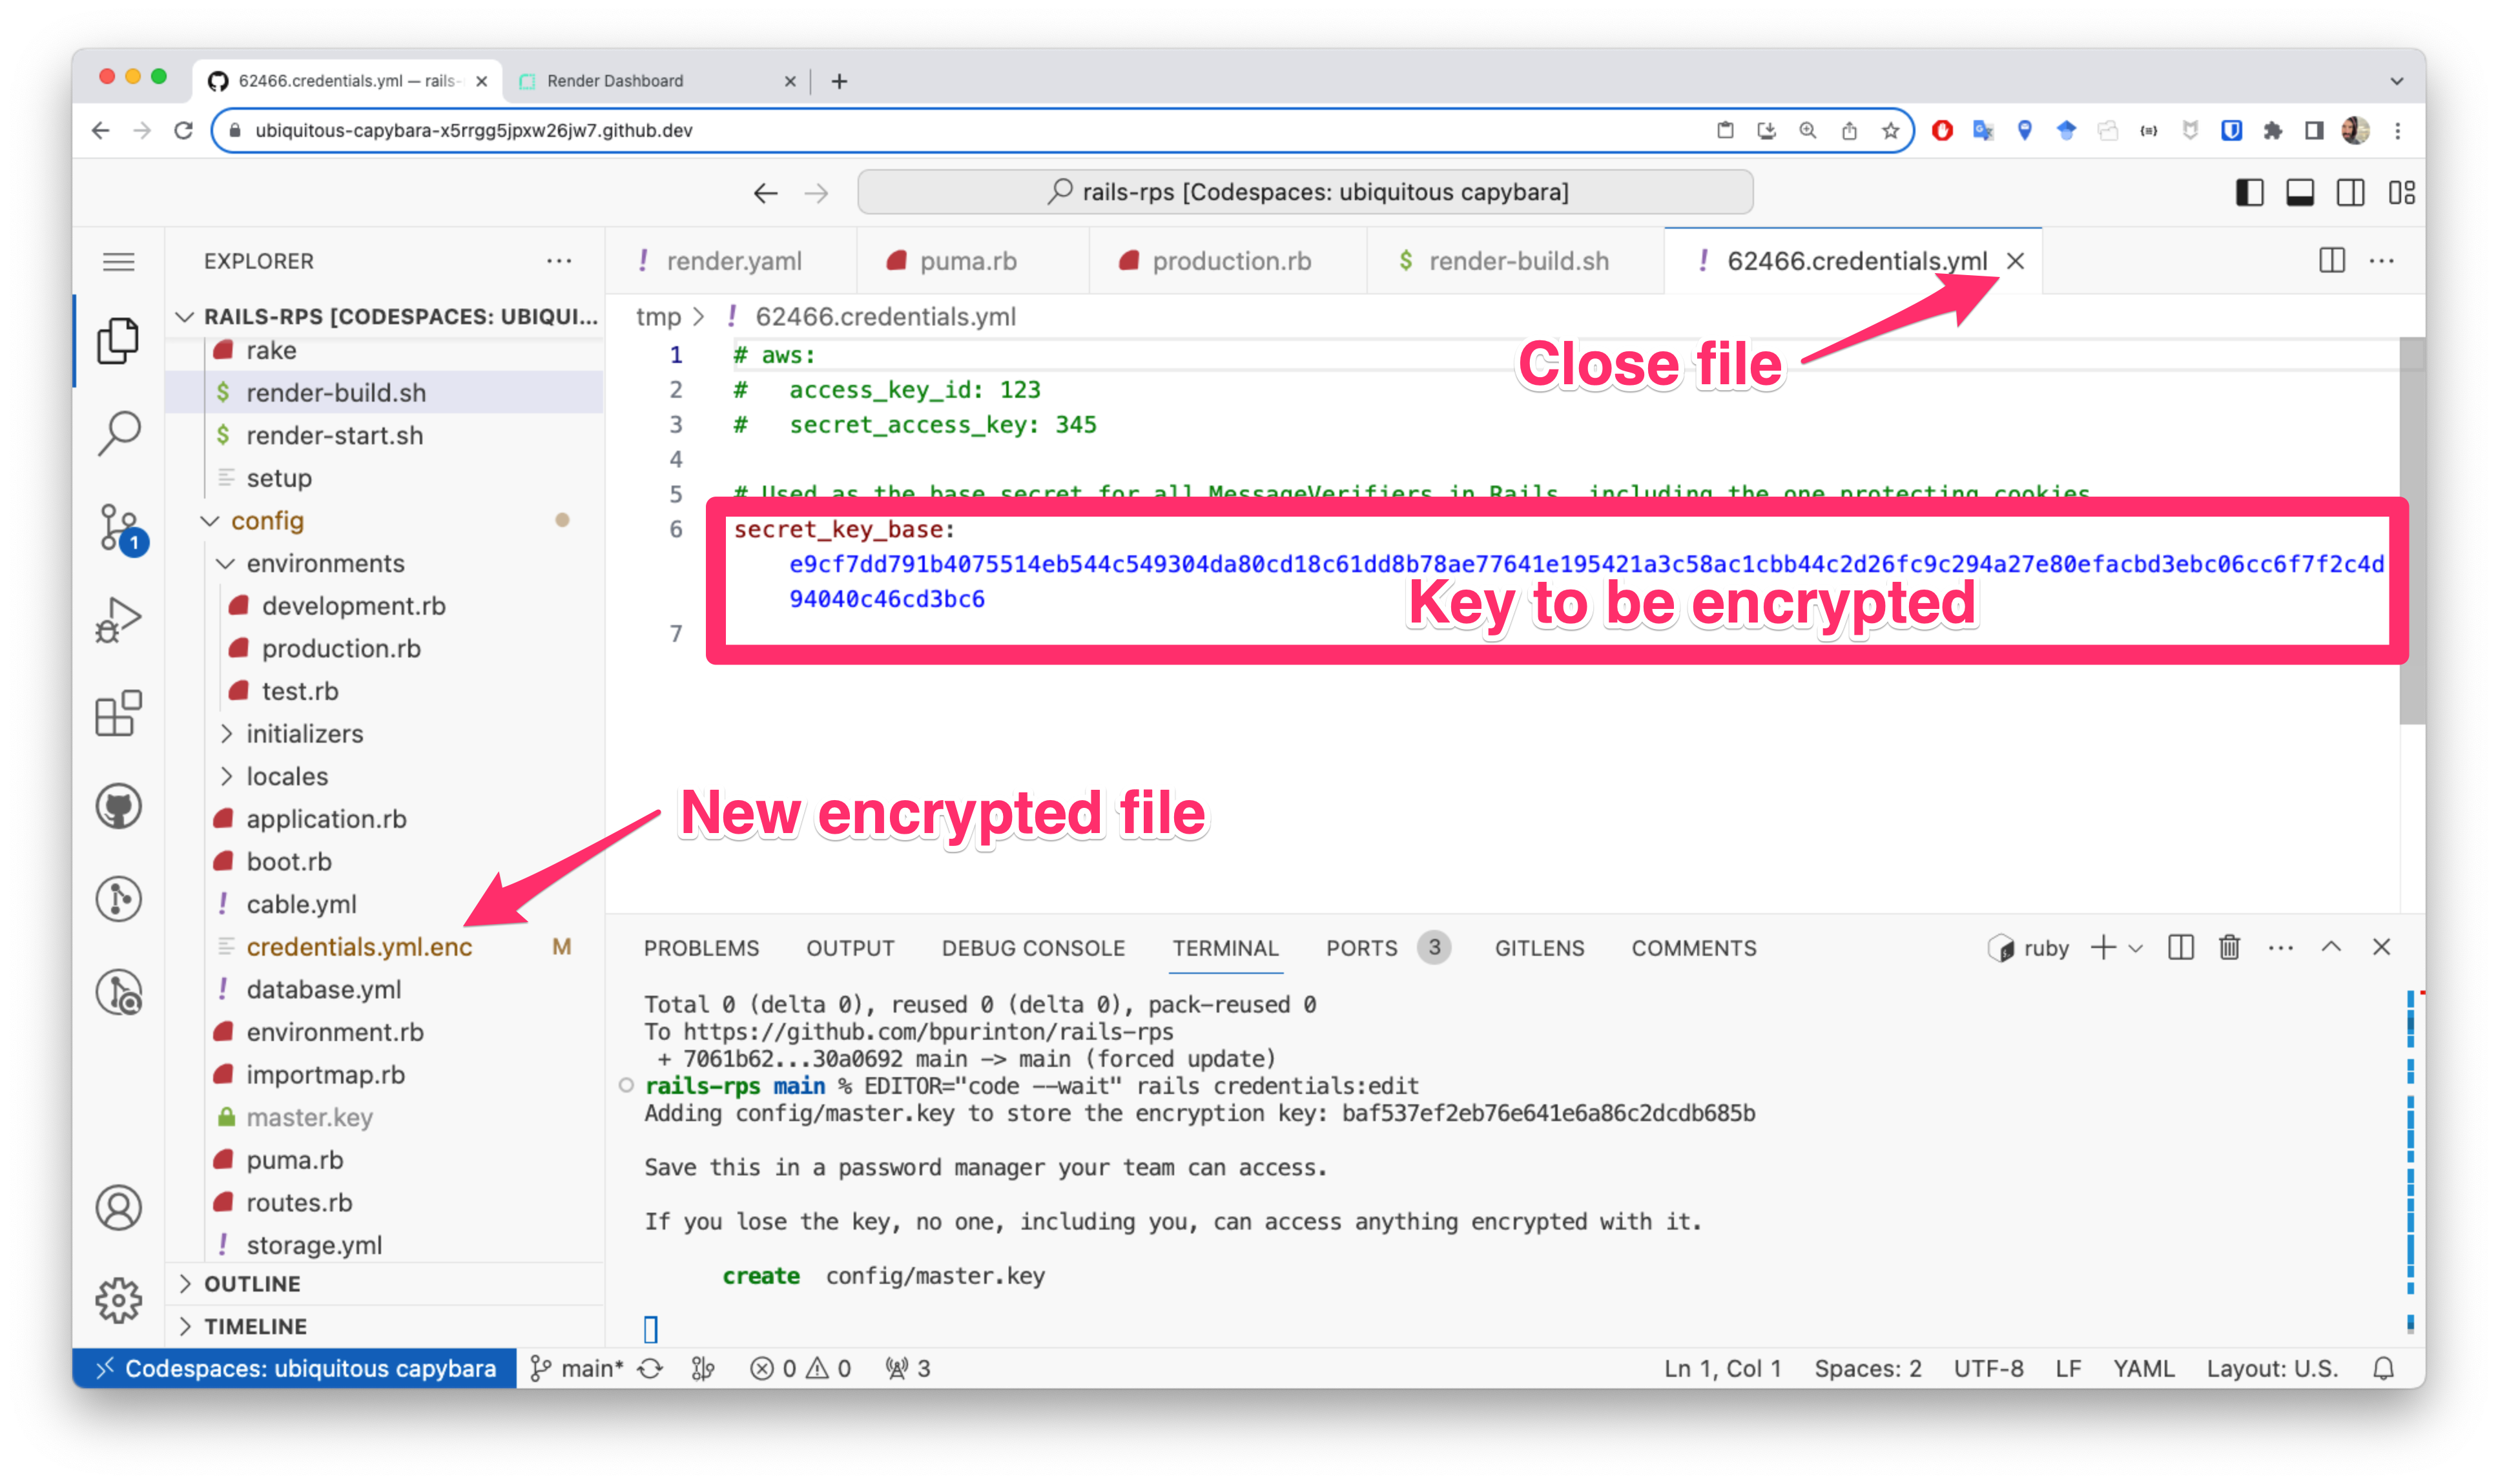 62466.credentials.yml — rails-
Render Dashboard
ubiquitous-capybara-x5rrgg5jpxw26jw7.github.dev
rails-rps [Codespaces: ubiquitous capybara]
EXPLORER
RAILS-RPS [CODESPACES: UBIQUI...
rake
$ render-build.sh
$ render-start.sh
setup
config
environments
development.rb
production.rb
test.rb
initializers
locales
application.rb
boot.rb
! cable.yml
credentials.yml.enc M
! database.yml
environment.rb
importmap.rb
master.key
puma.rb
routes.rb
! storage.yml
OUTLINE
TIMELINE
1
! render.yaml
puma.rb
production.rb
$ render-build.sh
! 62466.credentials.yml
tmp > ! 62466.credentials.yml
1 # aws:
2 #   access_key_id: 123
3 #   secret_access_key: 345
4
5 # Used as the base secret for all MessageVerifiers in Rails, including the one protecting cookies.
6 secret_key_base:
e9cf7dd791b4075514eb544c549304da80cd18c61dd8b78ae77641e195421a3c58ac1cbb44c2d26fc9c294a27e80efacbd3ebc06cc6f7f2c4d
94040c46cd3bc6
7
Close file
Key to be encrypted
New encrypted file
PROBLEMS OUTPUT DEBUG CONSOLE TERMINAL PORTS 3 GITLENS COMMENTS
ruby
Total 0 (delta 0), reused 0 (delta 0), pack-reused 0
To https://github.com/bpurinton/rails-rps
+ 7061b62...30a0692 main -> main (forced update)
rails-rps main % EDITOR="code --wait" rails credentials:edit
Adding config/master.key to store the encryption key: baf537ef2eb76e641e6a86c2dcdb685b
Save this in a password manager your team can access.
If you lose the key, no one, including you, can access anything encrypted with it.
create config/master.key
Codespaces: ubiquitous capybara
main*
0
0
3
Ln 1, Col 1
Spaces: 2
UTF-8
LF
YAML
Layout: U.S.